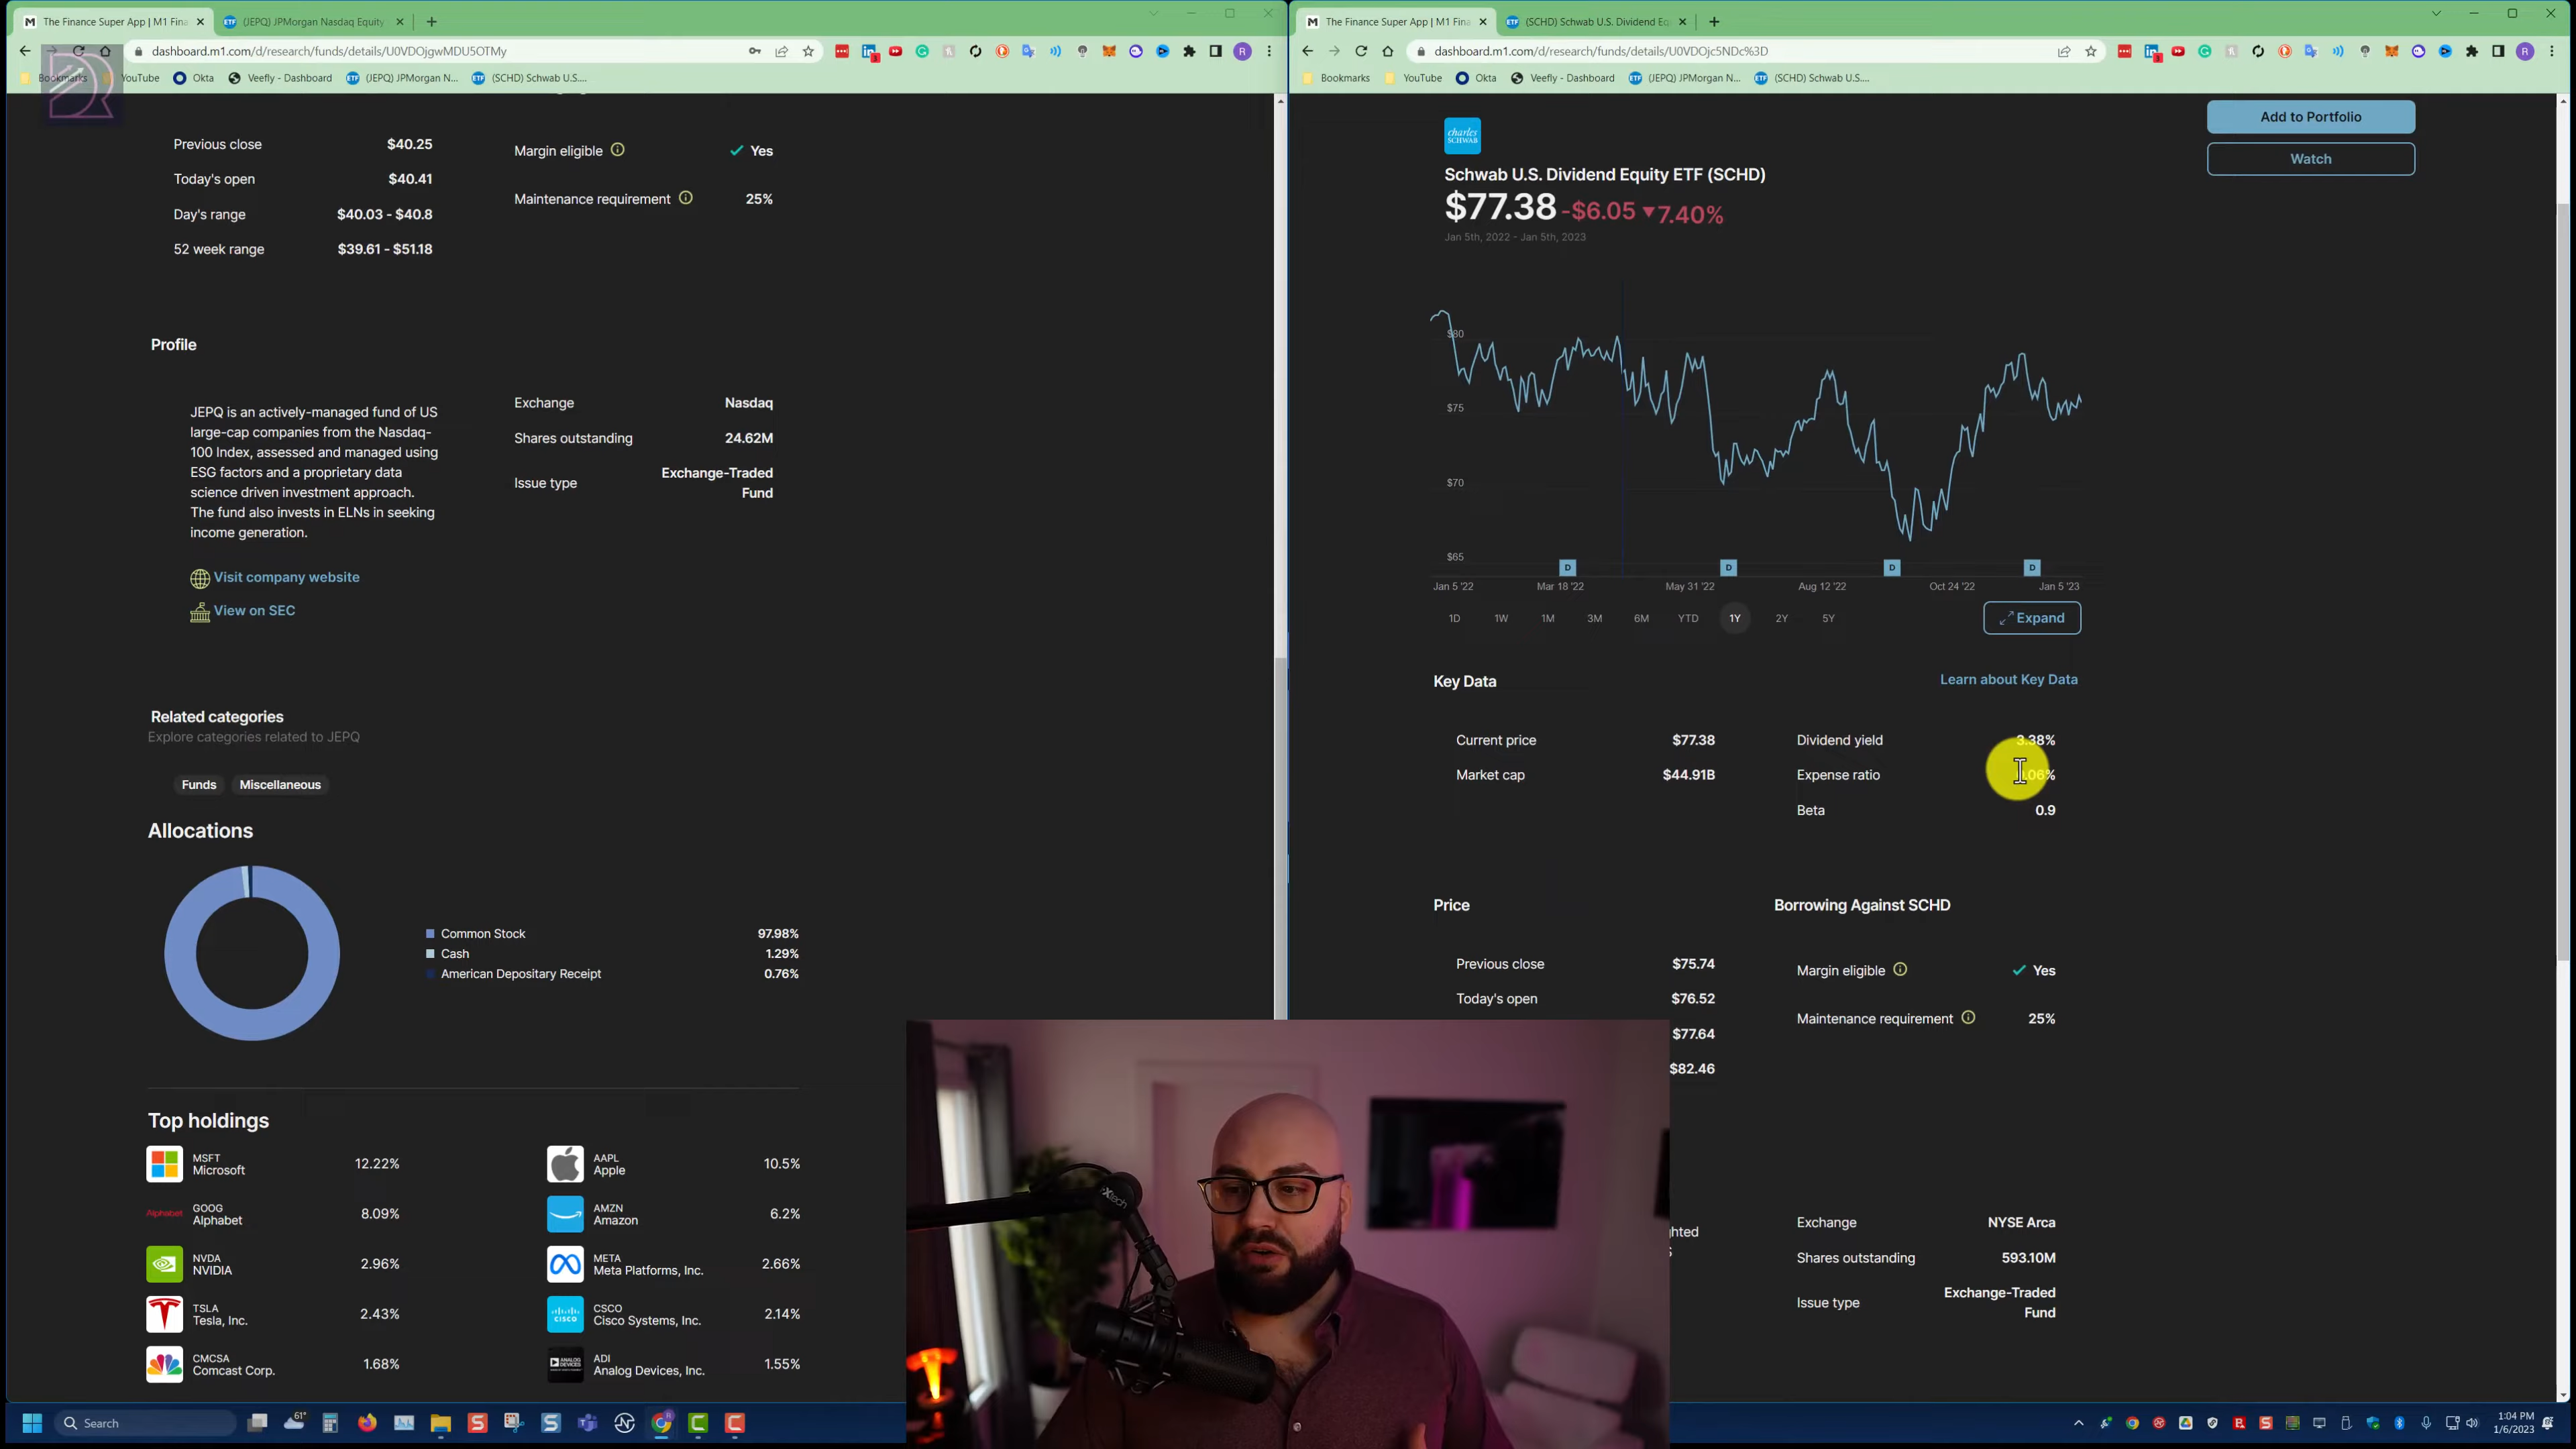 The Finance Super App | M1 Fina
(JEPQ) JPMorgan Nasdaq Equity
dashboard.m1.com/d/research/funds/details/U0VDOjgwMDU5OTMy
Bookmarks
YouTube
Okta
Veefly - Dashboard
(JEPQ) JPMorgan N...
(SCHD) Schwab U.S....
Previous close $40.25
Today's open $40.41
Day's range $40.03 - $40.8
52 week range $39.61 - $51.18
Margin eligible Yes
Maintenance requirement 25%
Profile
JEPQ is an actively-managed fund of US
large-cap companies from the Nasdaq-
100 Index, assessed and managed using
ESG factors and a proprietary data
science driven investment approach.
The fund also invests in ELNs in seeking
income generation.
Visit company website
View on SEC
Exchange Nasdaq
Shares outstanding 24.62M
Issue type Exchange-Traded
Fund
Related categories
Explore categories related to JEPQ
Funds
Miscellaneous
Allocations
Common Stock 97.98%
Cash 1.29%
American Depositary Receipt 0.76%
Top holdings
MSFT
Microsoft 12.22%
AAPL
Apple 10.5%
Alphabet
GOOG
Alphabet 8.09%
AMZN
Amazon 6.2%
NVDA
NVIDIA 2.96%
META
Meta Platforms, Inc. 2.66%
TSLA
Tesla, Inc. 2.43%
CISCO
CSCO
Cisco Systems, Inc. 2.14%
CMCSA
Comcast Corp. 1.68%
ANALOG DEVICES
ADI
Analog Devices, Inc. 1.55%
The Finance Super App | M1 Fina
(SCHD) Schwab U.S. Dividend Eq
dashboard.m1.com/d/research/funds/details/U0VDOjc5NDc%3D
Bookmarks
YouTube
Okta
Veefly - Dashboard
(JEPQ) JPMorgan N...
(SCHD) Schwab U.S....
Add to Portfolio
Watch
charles
SCHWAB
Schwab U.S. Dividend Equity ETF (SCHD)
$77.38 -$6.05 ▼7.40%
Jan 5th, 2022 - Jan 5th, 2023
$80
$75
$70
$65
D D D D
Jan 5 '22 Mar 18 '22 May 31 '22 Aug 12 '22 Oct 24 '22 Jan 5 '23
1D 1W 1M 3M 6M YTD 1Y 2Y 5Y
Expand
Key Data
Learn about Key Data
Current price $77.38
Market cap $44.91B
Dividend yield 3.38%
Expense ratio .06%
Beta 0.9
Price
Borrowing Against SCHD
Previous close $75.74
Today's open $76.52
$77.64
$82.46
Margin eligible Yes
Maintenance requirement 25%
ghted
Exchange NYSE Arca
Shares outstanding 593.10M
Issue type Exchange-Traded
Fund
Search
61°
1:04 PM
1/6/2023